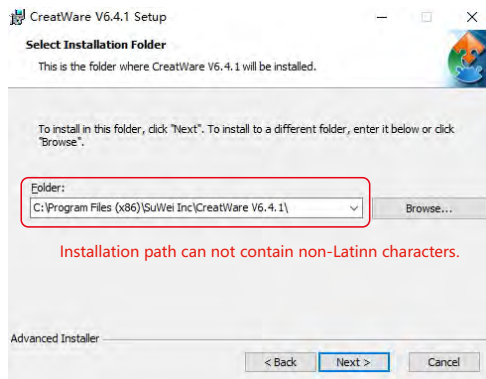 CreatWare V6.4.1 Setup
Select Installation Folder
This is the folder where CreatWare V6.4.1 will be installed.
To install in this folder, click "Next". To install to a different folder, enter it below or click
"Browse".
Folder:
C:\Program Files (x86)\SuWei Inc\CreatWare V6.4.1\
Browse...
Installation path can not contain non-Latinn characters.
Advanced Installer
< Back
Next >
Cancel